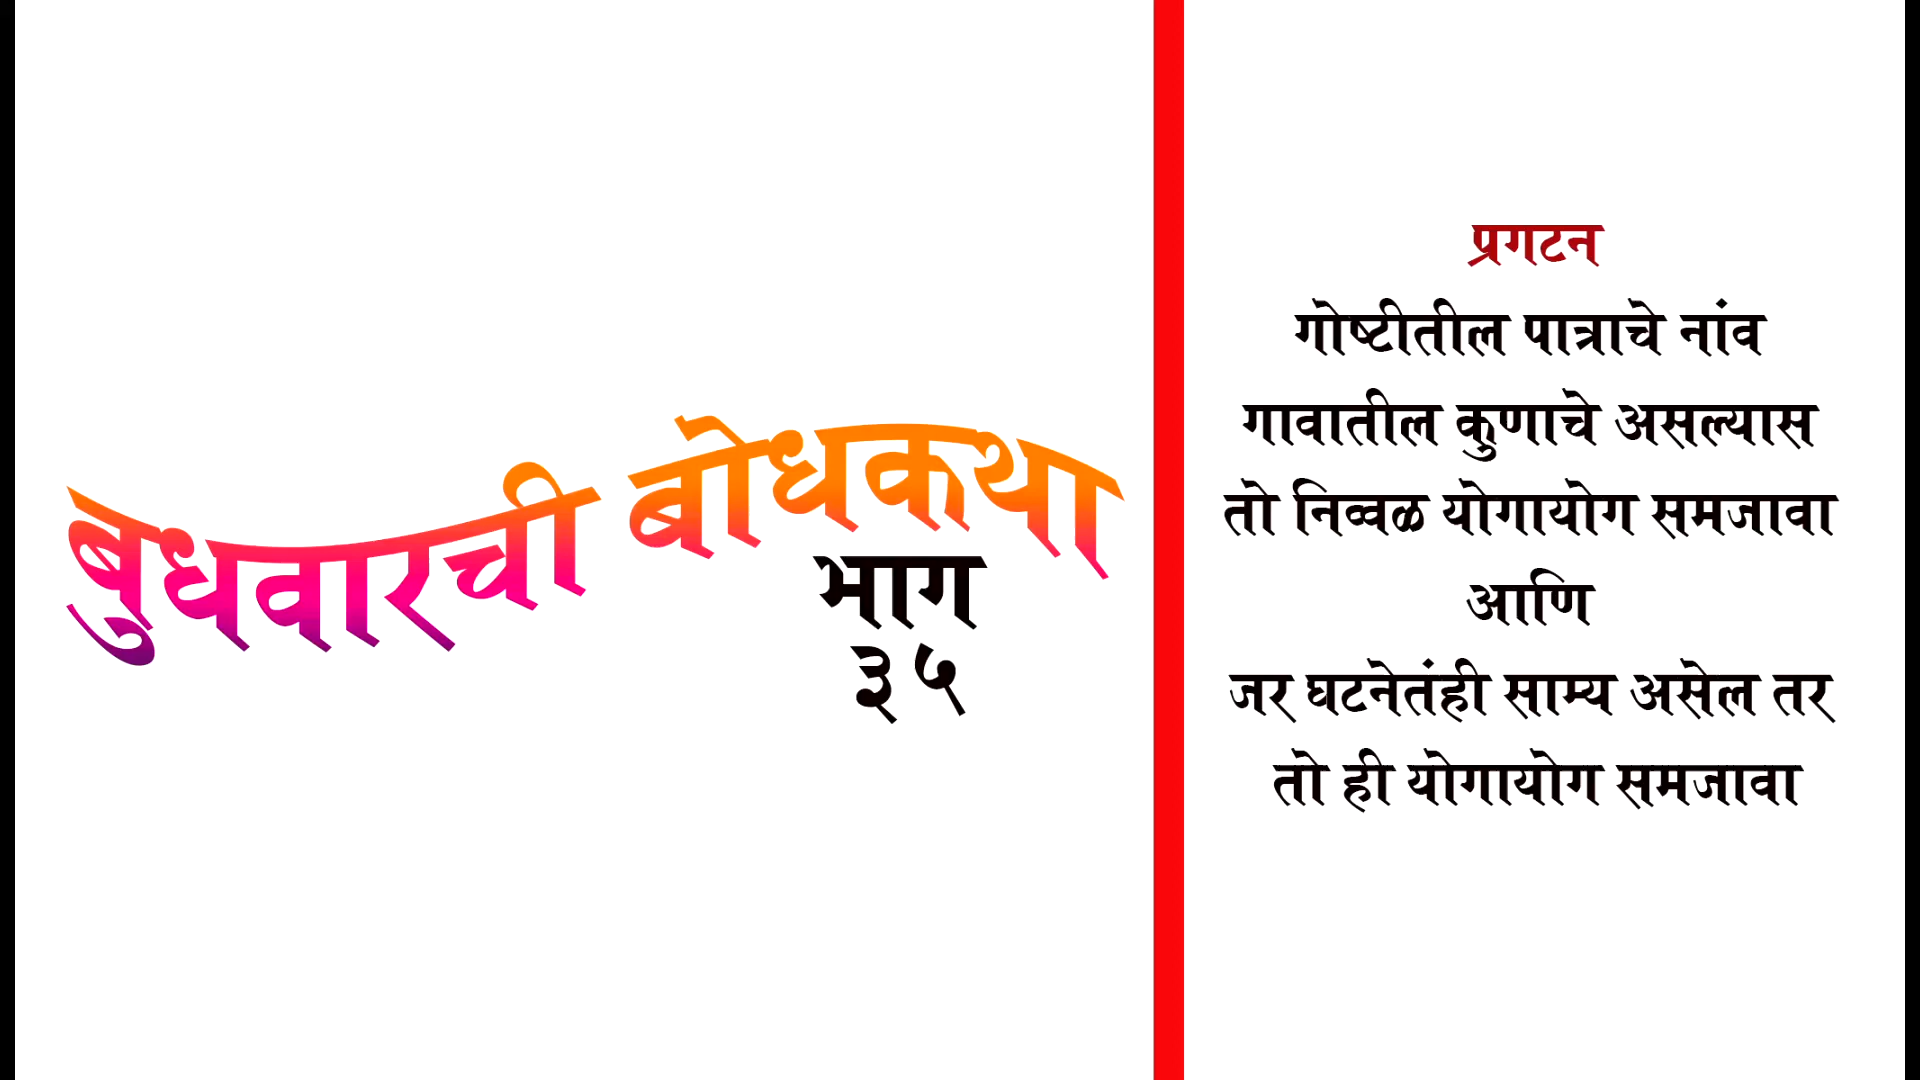 बुधवारची बोधकथा
भाग
३५
प्रगटन
गोष्टीतील पात्राचे नांव
गावातील कुणाचे असल्यास
तो निव्वळ योगायोग समजावा
आणि
जर घटनेतंही साम्य असेल तर
तो ही योगायोग समजावा